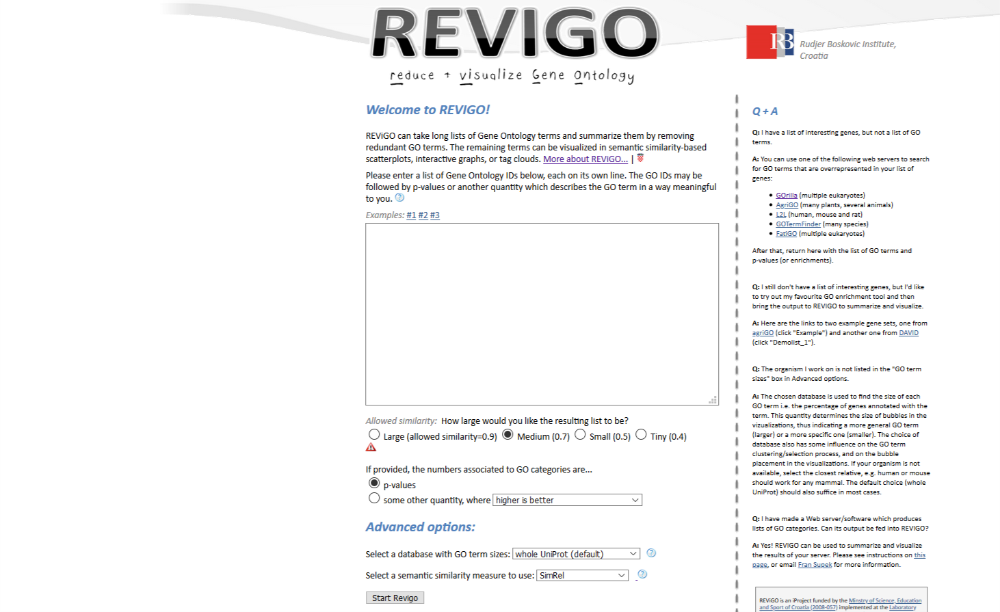 REVIGO
reduce + visualize Gene Ontology
RB
Rudjer Boskovic Institute,
Croatia
Welcome to REVIGO!
REViGO can take long lists of Gene Ontology terms and summarize them by removing
redundant GO terms. The remaining terms can be visualized in semantic similarity-based
scatterplots, interactive graphs, or tag clouds. More about REViGO... |
Please enter a list of Gene Ontology IDs below, each on its own line. The GO IDs may be
followed by p-values or another quantity which describes the GO term in a way meaningful
to you. ?
Examples: #1 #2 #3
Allowed similarity: How large would you like the resulting list to be?
Large (allowed similarity=0.9) Medium (0.7) Small (0.5) Tiny (0.4)
If provided, the numbers associated to GO categories are...
p-values
some other quantity, where higher is better
Advanced options:
Select a database with GO term sizes: whole UniProt (default) ?
Select a semantic similarity measure to use: SimRel ?
Start Revigo
Q + A
Q: I have a list of interesting genes, but not a list of GO
terms.
A: You can use one of the following web servers to search
for GO terms that are overrepresented in your list of
genes:
• GOrilla (multiple eukaryotes)
• AgriGO (many plants, several animals)
• L2L (human, mouse and rat)
• GOTermFinder (many species)
• FatiGO (multiple eukaryotes)
After that, return here with the list of GO terms and
p-values (or enrichments).
Q: I still don't have a list of interesting genes, but I'd like
to try out my favourite GO enrichment tool and then
bring the output to REVIGO to summarize and visualize.
A: Here are the links to two example gene sets, one from
agriGO (click "Example") and another one from DAVID
(click "Demolist_1").
Q: The organism I work on is not listed in the "GO term
sizes" box in Advanced options.
A: The chosen database is used to find the size of each
GO term i.e. the percentage of genes annotated with the
term. This quantity determines the size of bubbles in the
vizualizations, thus indicating a more general GO term
(larger) or a more specific one (smaller). The choice of
database also has some influence on the GO term
clustering/selection process, and on the bubble
placement in the visualizations. If your organism is not
available, select the closest relative, e.g. human or mouse
should work for any mammal. The default choice (whole
UniProt) should also suffice in most cases.
Q: I have made a Web server/software which produces
lists of GO categories. Can its output be fed into REVIGO?
A: Yes! REVIGO can be used to summarize and visualize
the results of your server. Please see instructions on this
page, or email Fran Supek for more information.
REViGO is an iProject funded by the Minstry of Science, Education
and Sport of Croatia (2008-057) implemented at the Laboratory